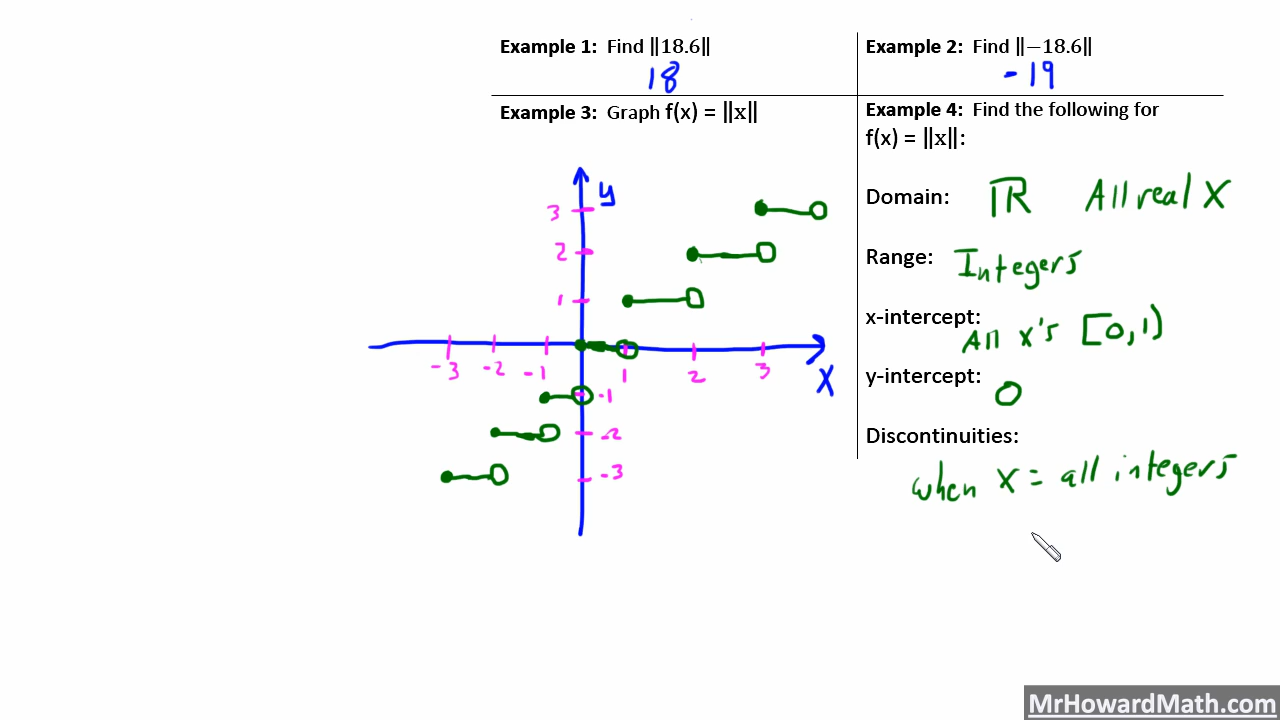 Example 1: Find ‖18.6‖
18
Example 2: Find ‖−18.6‖
-19
Example 3: Graph f(x) = ‖x‖
y
3
2
1
-3 -2 -1 1 2 3
X
-1
-2
-3
Example 4: Find the following for
f(x) = ‖x‖:
Domain: ℝ All real X
Range: Integers
x-intercept:
All x's [0,1)
y-intercept:
0
Discontinuities:
when x = all integers
MrHowardMath.com